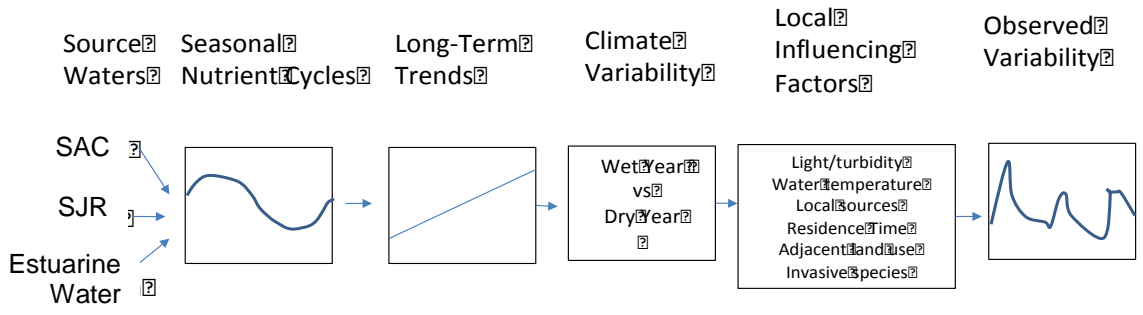 Source
Waters
Seasonal
Nutrient Cycles
Long-Term
Trends
Climate
Variability
Local
Influencing
Factors
Observed
Variability
SAC
SJR
Estuarine
Water
Wet Year
vs
Dry Year
Light/turbidity
Water temperature
Local sources
Residence Time
Adjacent land use
Invasive species